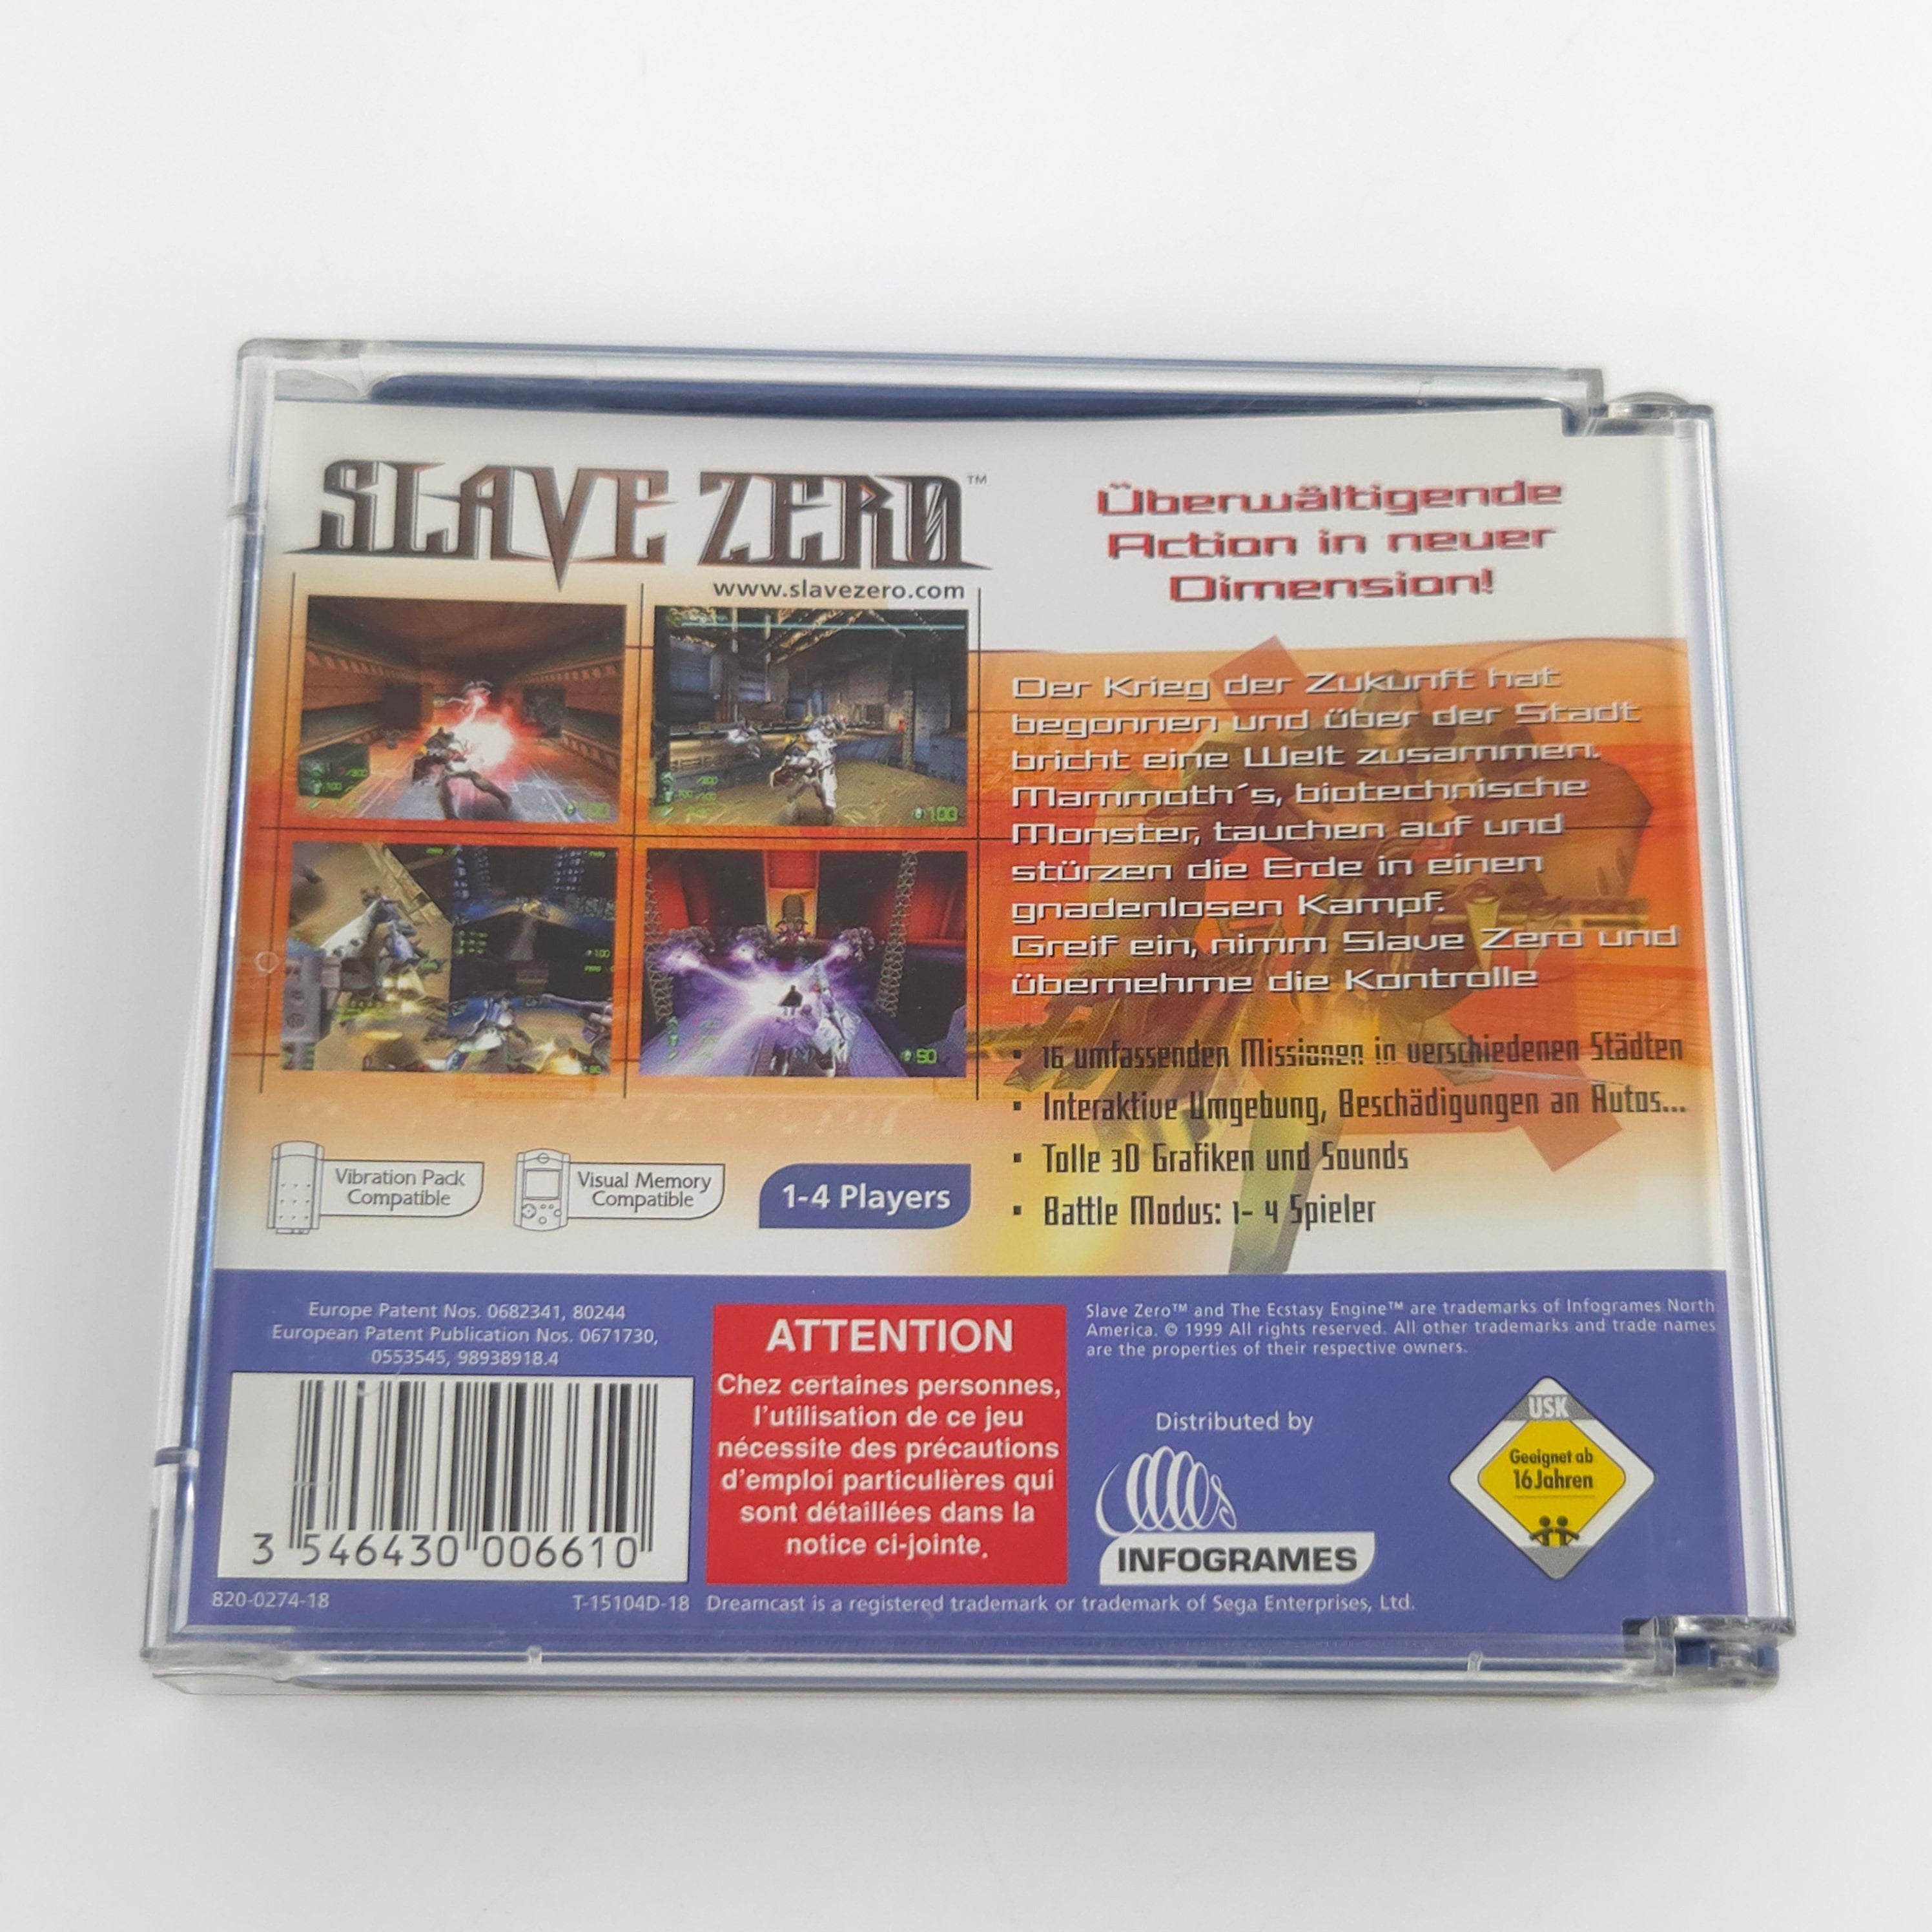 SLAVE ZERO™
www.slavezero.com
Überwältigende
Action in neuer
Dimension!
Der Krieg der Zukunft hat
begonnen und über der Stadt
bricht eine Welt zusammen.
Mammoth´s, biotechnische
Monster, tauchen auf und
stürzen die Erde in einen
gnadenlosen Kampf.
Greif ein, nimm Slave Zero und
übernehme die Kontrolle
• 16 umfassenden Missionen in verschiedenen Städten
• Interaktive Umgebung, Beschädigungen an Autos...
• Tolle 3D Grafiken und Sounds
• Battle Modus: 1- 4 Spieler
100
100
100
90
Vibration Pack
Compatible
Visual Memory
Compatible
1-4 Players
Europe Patent Nos. 0682341, 80244
European Patent Publication Nos. 0671730,
0553545, 98938918.4
3 546430 006610
820-0274-18
T-15104D-18
ATTENTION
Chez certaines personnes,
l'utilisation de ce jeu
nécessite des précautions
d'emploi particulières qui
sont détaillées dans la
notice ci-jointe.
Slave Zero™ and The Ecstasy Engine™ are trademarks of Infogrames North
America. © 1999 All rights reserved. All other trademarks and trade names
are the properties of their respective owners.
Distributed by
INFOGRAMES
USK
Geeignet ab
16 Jahren
Dreamcast is a registered trademark or trademark of Sega Enterprises, Ltd.